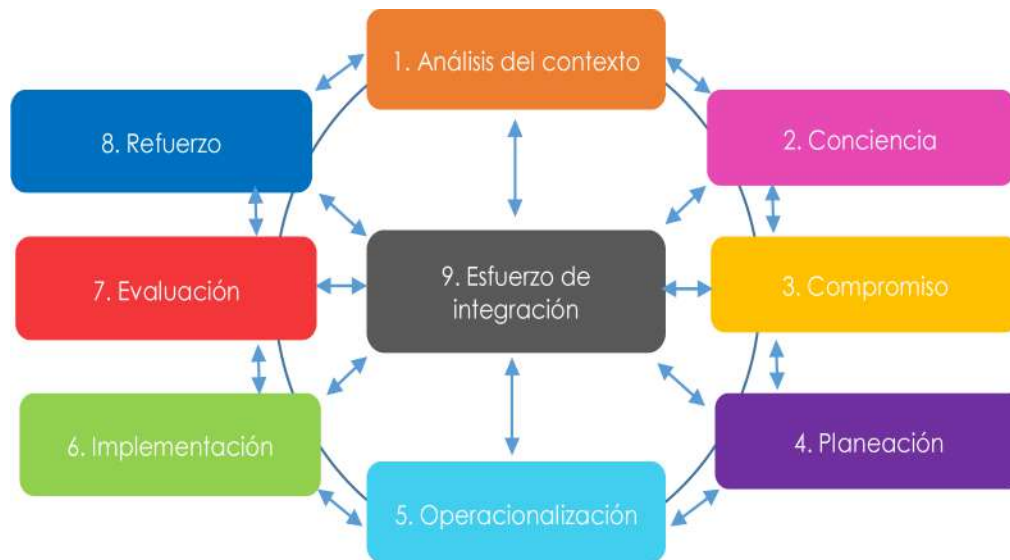 1. Análisis del contexto
2. Conciencia
3. Compromiso
4. Planeación
5. Operacionalización
6. Implementación
7. Evaluación
8. Refuerzo
9. Esfuerzo de
integración